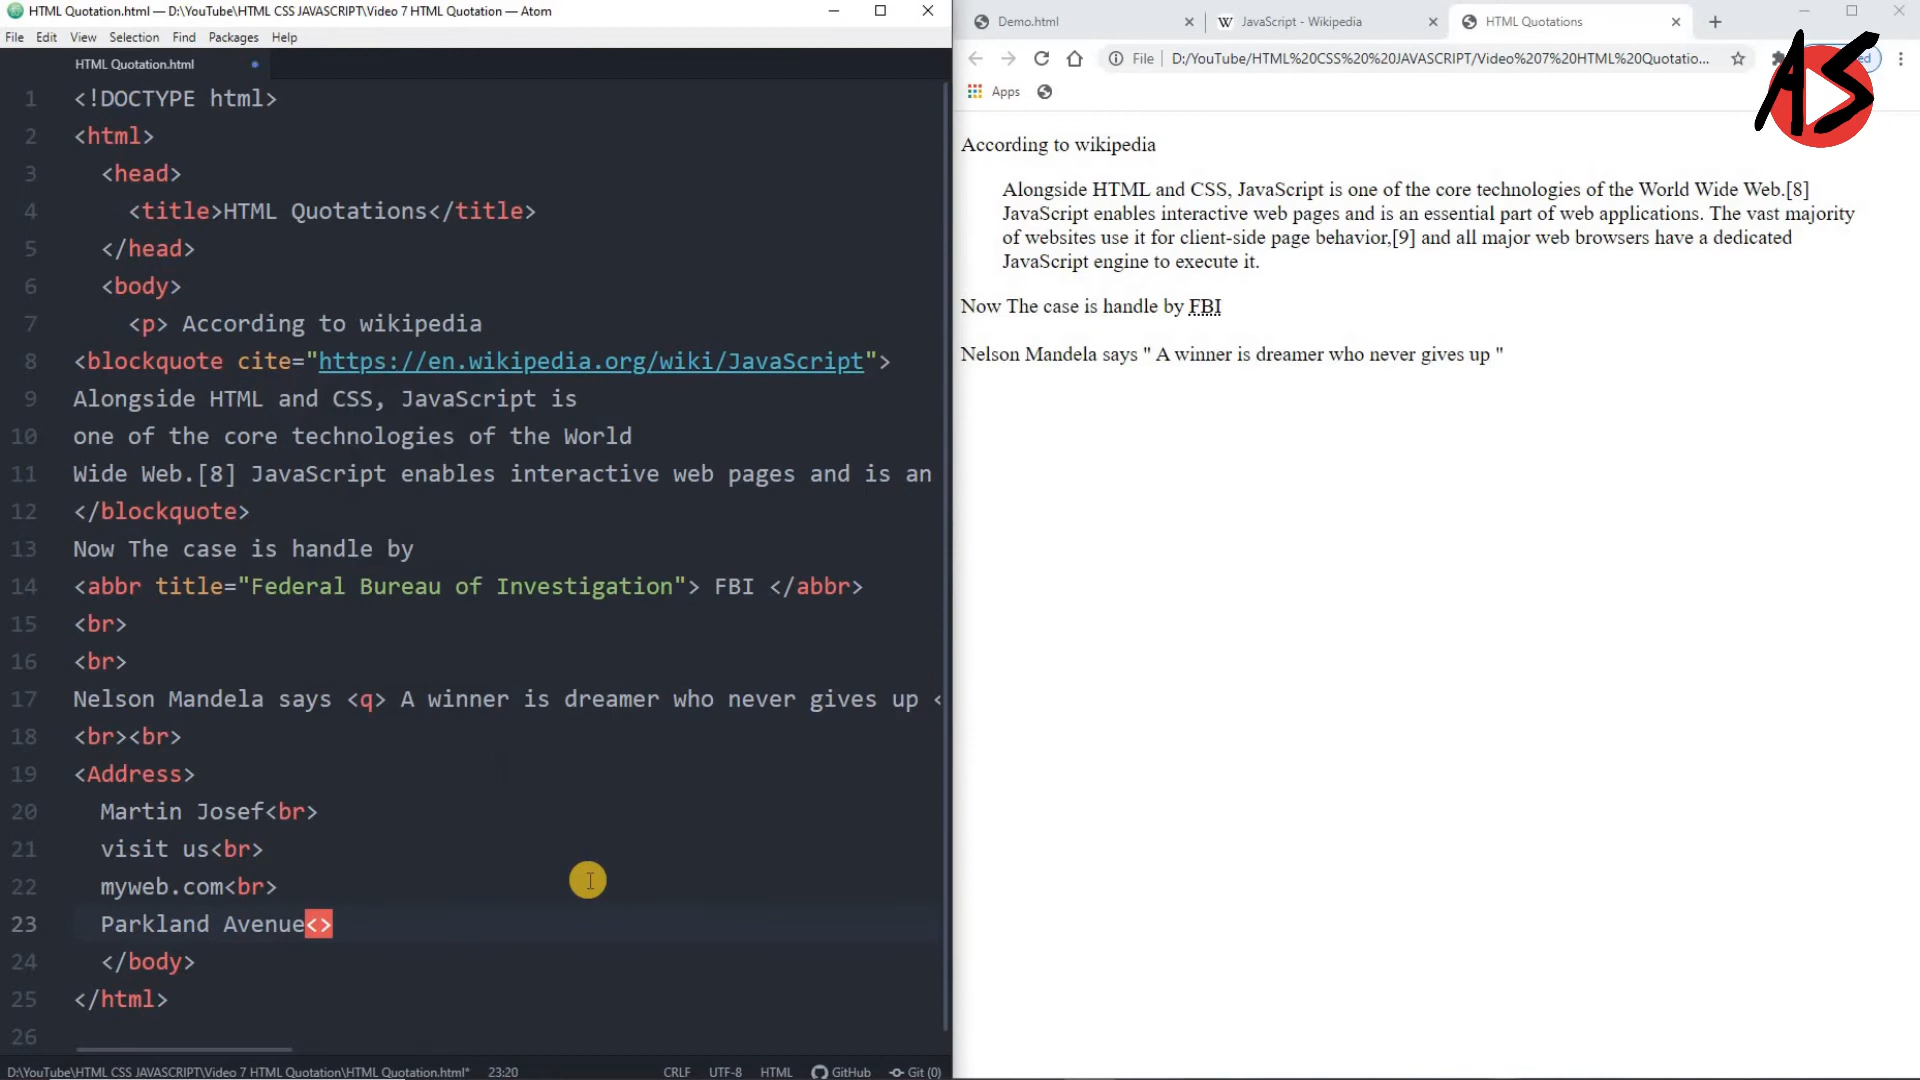 HTML Quotation.html — D:\YouTube\HTML CSS JAVASCRIPT\Video 7 HTML Quotation — Atom
File Edit View Selection Find Packages Help
HTML Quotation.html
1 <!DOCTYPE html>
2 <html>
3 <head>
4 <title>HTML Quotations</title>
5 </head>
6 <body>
7 <p> According to wikipedia
8 <blockquote cite="https://en.wikipedia.org/wiki/JavaScript">
9 Alongside HTML and CSS, JavaScript is
10 one of the core technologies of the World
11 Wide Web.[8] JavaScript enables interactive web pages and is an
12 </blockquote>
13 Now The case is handle by
14 <abbr title="Federal Bureau of Investigation"> FBI </abbr>
15 <br>
16 <br>
17 Nelson Mandela says <q> A winner is dreamer who never gives up <
18 <br><br>
19 <Address>
20 Martin Josef<br>
21 visit us<br>
22 myweb.com<br>
23 Parkland Avenue<>
24 </body>
25 </html>
26
D:\YouTube\HTML CSS JAVASCRIPT\Video 7 HTML Quotation\HTML Quotation.html* 23:20 CRLF UTF-8 HTML GitHub Git (0)
Demo.html JavaScript - Wikipedia HTML Quotations
File D:/YouTube/HTML%20CSS%20%20JAVASCRIPT/Video%207%20HTML%20Quotatio...
Apps
AS
According to wikipedia
Alongside HTML and CSS, JavaScript is one of the core technologies of the World Wide Web.[8]
JavaScript enables interactive web pages and is an essential part of web applications. The vast majority
of websites use it for client-side page behavior,[9] and all major web browsers have a dedicated
JavaScript engine to execute it.
Now The case is handle by FBI
Nelson Mandela says " A winner is dreamer who never gives up "